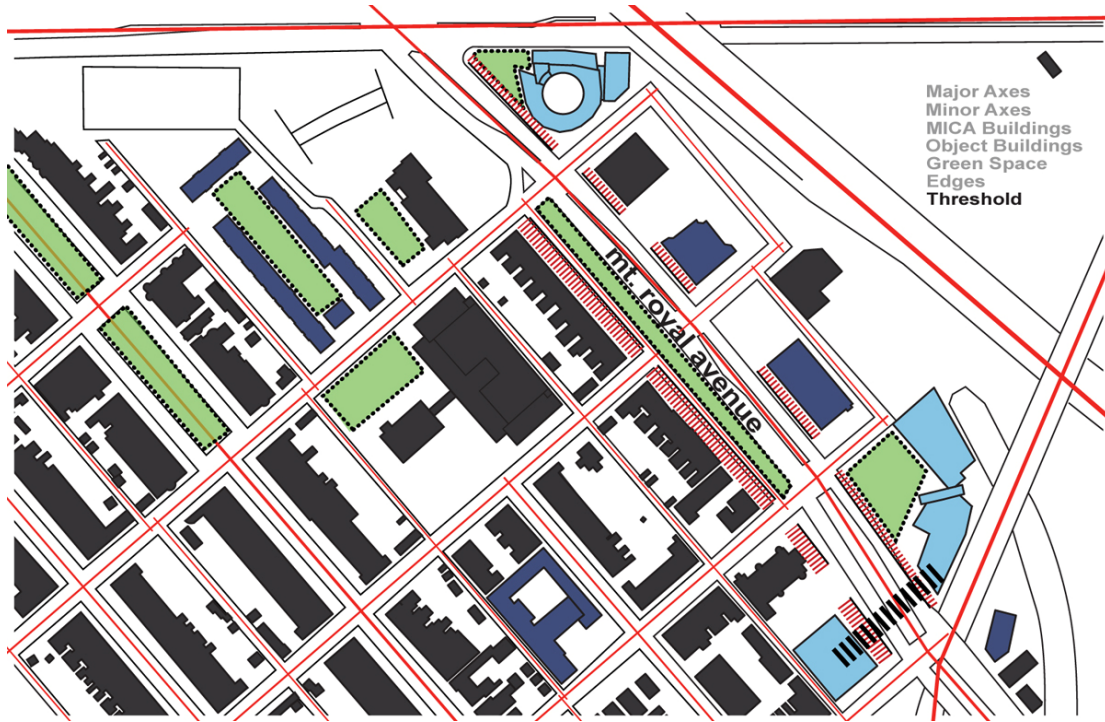 Major Axes
Minor Axes
MICA Buildings
Object Buildings
Green Space
Edges
Threshold
mt. royal avenue